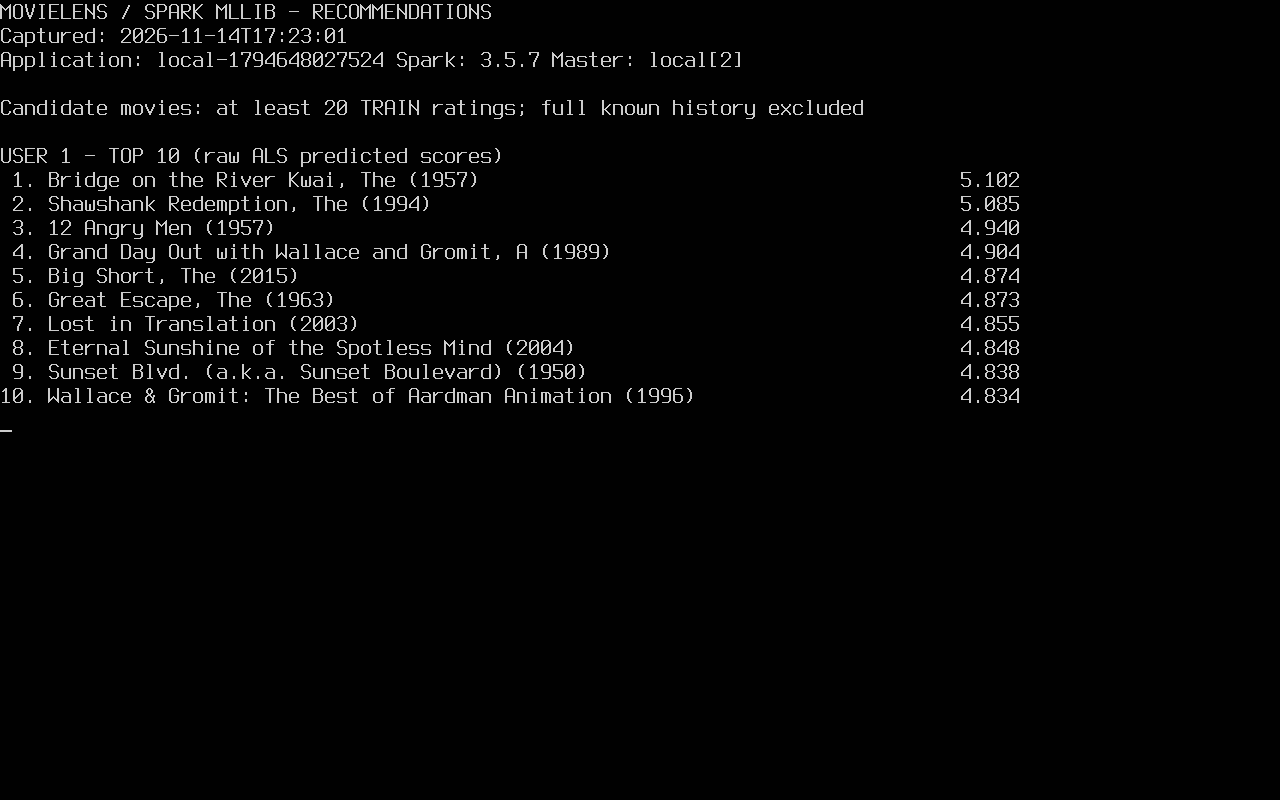 MOVIELENS / SPARK MLLIB - RECOMMENDATIONS
Captured: 2026-11-14T17:23:01
Application: local-1794648027524 Spark: 3.5.7 Master: local[2]
Candidate movies: at least 20 TRAIN ratings; full known history excluded
USER 1 - TOP 10 (raw ALS predicted scores)
1. Bridge on the River Kwai, The (1957) 5.102
2. Shawshank Redemption, The (1994) 5.085
3. 12 Angry Men (1957) 4.940
4. Grand Day Out with Wallace and Gromit, A (1989) 4.904
5. Big Short, The (2015) 4.874
6. Great Escape, The (1963) 4.873
7. Lost in Translation (2003) 4.855
8. Eternal Sunshine of the Spotless Mind (2004) 4.848
9. Sunset Blvd. (a.k.a. Sunset Boulevard) (1950) 4.838
10. Wallace & Gromit: The Best of Aardman Animation (1996) 4.834